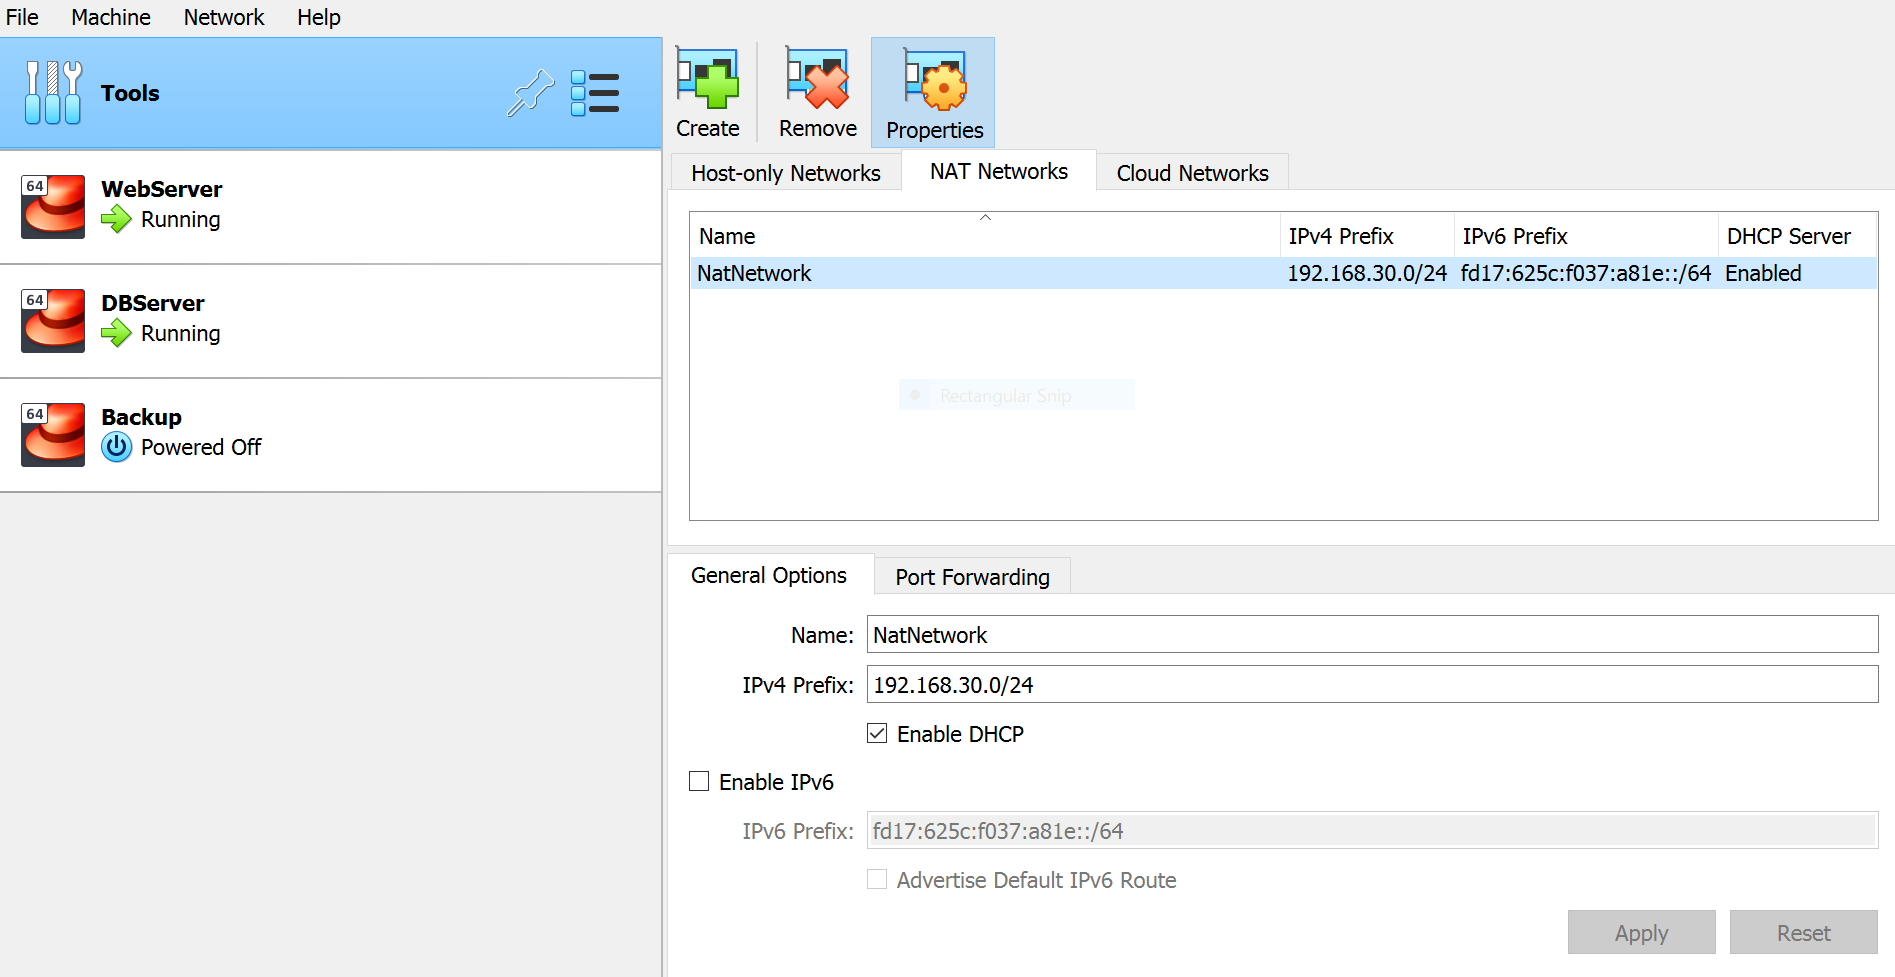 File Machine Network Help
Tools
64
WebServer
Running
64
DBServer
Running
64
Backup
Powered Off
Create Remove Properties
Host-only Networks NAT Networks Cloud Networks
Name IPv4 Prefix IPv6 Prefix DHCP Server
NatNetwork 192.168.30.0/24 fd17:625c:f037:a81e::/64 Enabled
Rectangular Snip
General Options Port Forwarding
Name: NatNetwork
IPv4 Prefix: 192.168.30.0/24
Enable DHCP
Enable IPv6
IPv6 Prefix: fd17:625c:f037:a81e::/64
Advertise Default IPv6 Route
Apply Reset